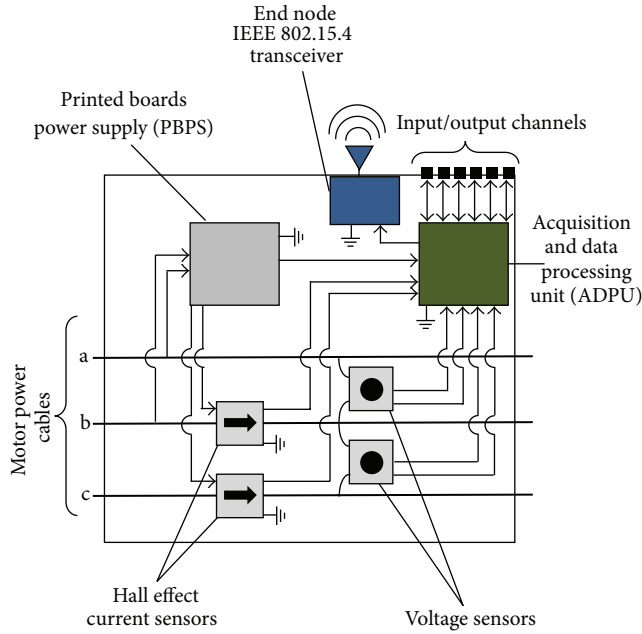 End node
IEEE 802.15.4
transceiver
Printed boards
power supply (PBPS)
Input/output channels
Acquisition
and data
processing
unit (ADPU)
Motor power
cables
a
b
c
Hall effect
current sensors
Voltage sensors